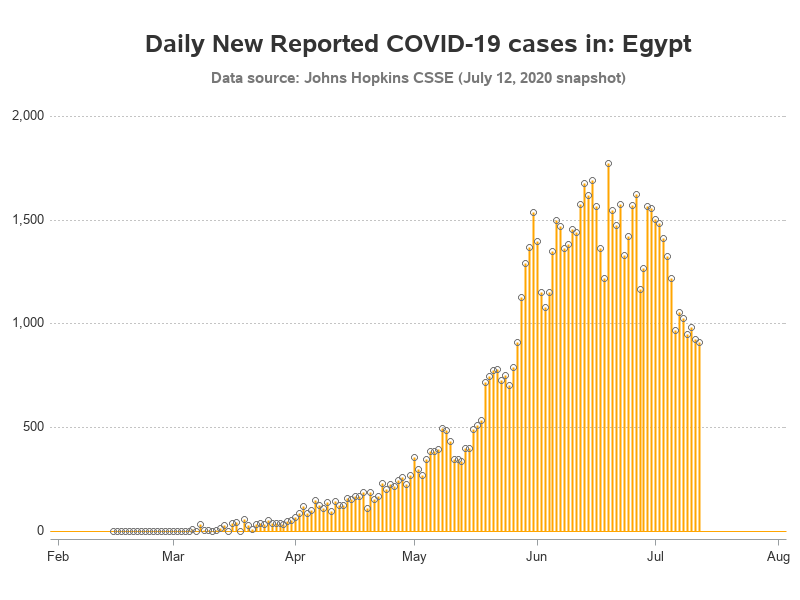 Daily New Reported COVID-19 cases in: Egypt
Data source: Johns Hopkins CSSE (July 12, 2020 snapshot)
2,000
1,500
1,000
500
0
Feb Mar Apr May Jun Jul Aug